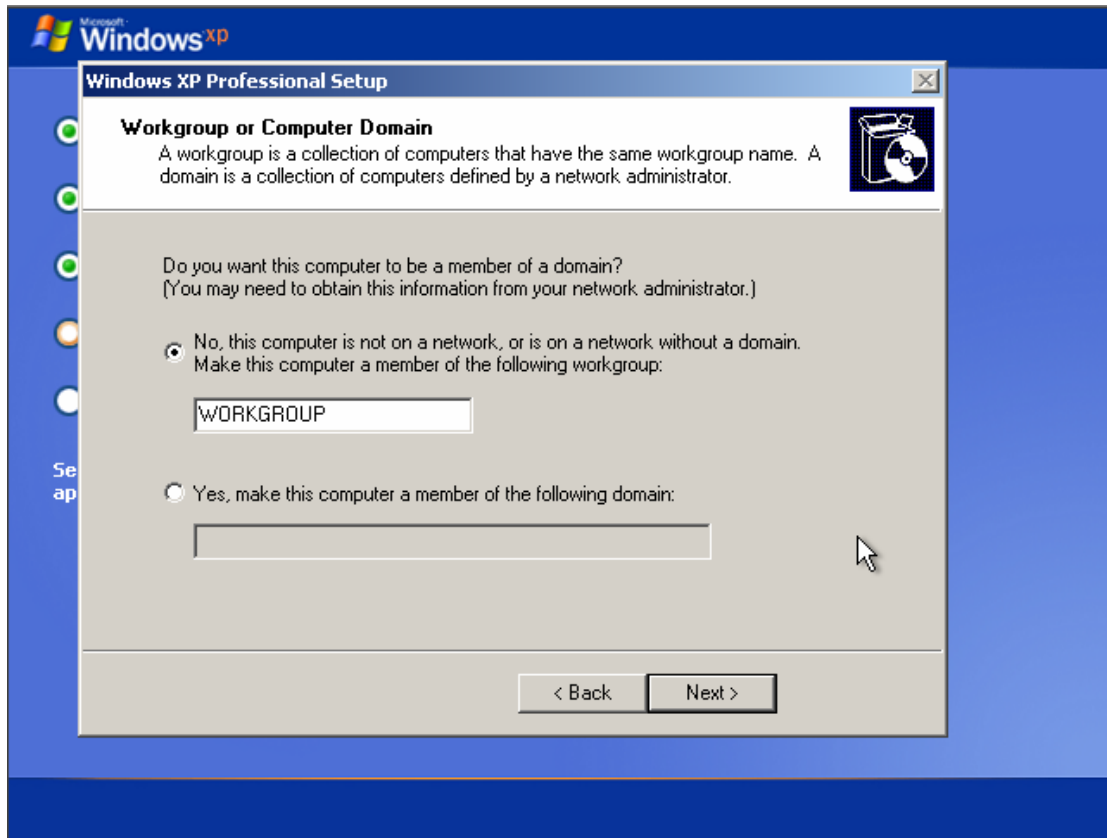 Microsoft
Windows xp
Windows XP Professional Setup
Workgroup or Computer Domain
A workgroup is a collection of computers that have the same workgroup name. A
domain is a collection of computers defined by a network administrator.
Do you want this computer to be a member of a domain?
(You may need to obtain this information from your network administrator.)
No, this computer is not on a network, or is on a network without a domain.
Make this computer a member of the following workgroup:
WORKGROUP
Se
ap
Yes, make this computer a member of the following domain:
< Back
Next >